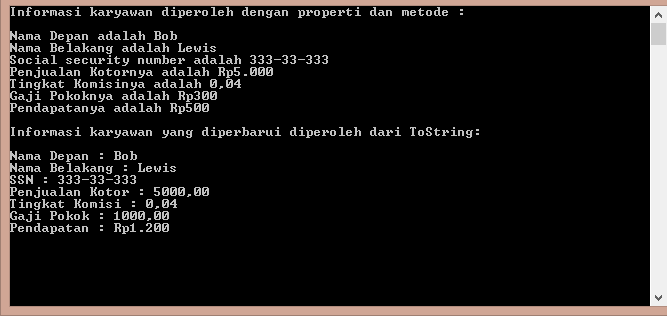 Informasi karyawan diperoleh dengan properti dan metode :
Nama Depan adalah Bob
Nama Belakang adalah Lewis
Social security number adalah 333-33-333
Penjualan Kotornya adalah Rp5.000
Tingkat Komisinya adalah 0,04
Gaji Pokoknya adalah Rp300
Pendapatanya adalah Rp500
Informasi karyawan yang diperbarui diperoleh dari ToString:
Nama Depan : Bob
Nama Belakang : Lewis
SSN : 333-33-333
Penjualan Kotor : 5000,00
Tingkat Komisi : 0,04
Gaji Pokok : 1000,00
Pendapatan : Rp1.200